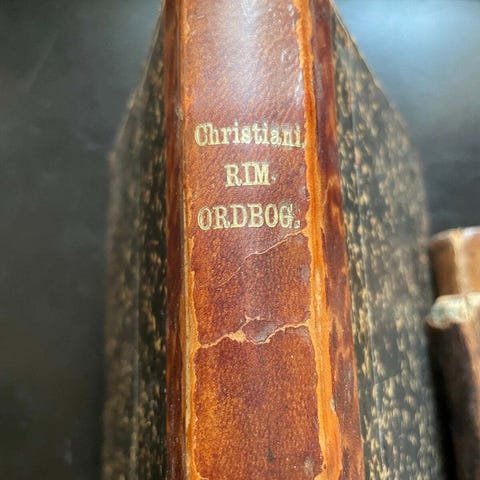 Christiani,
RIM-
ORDBOG.